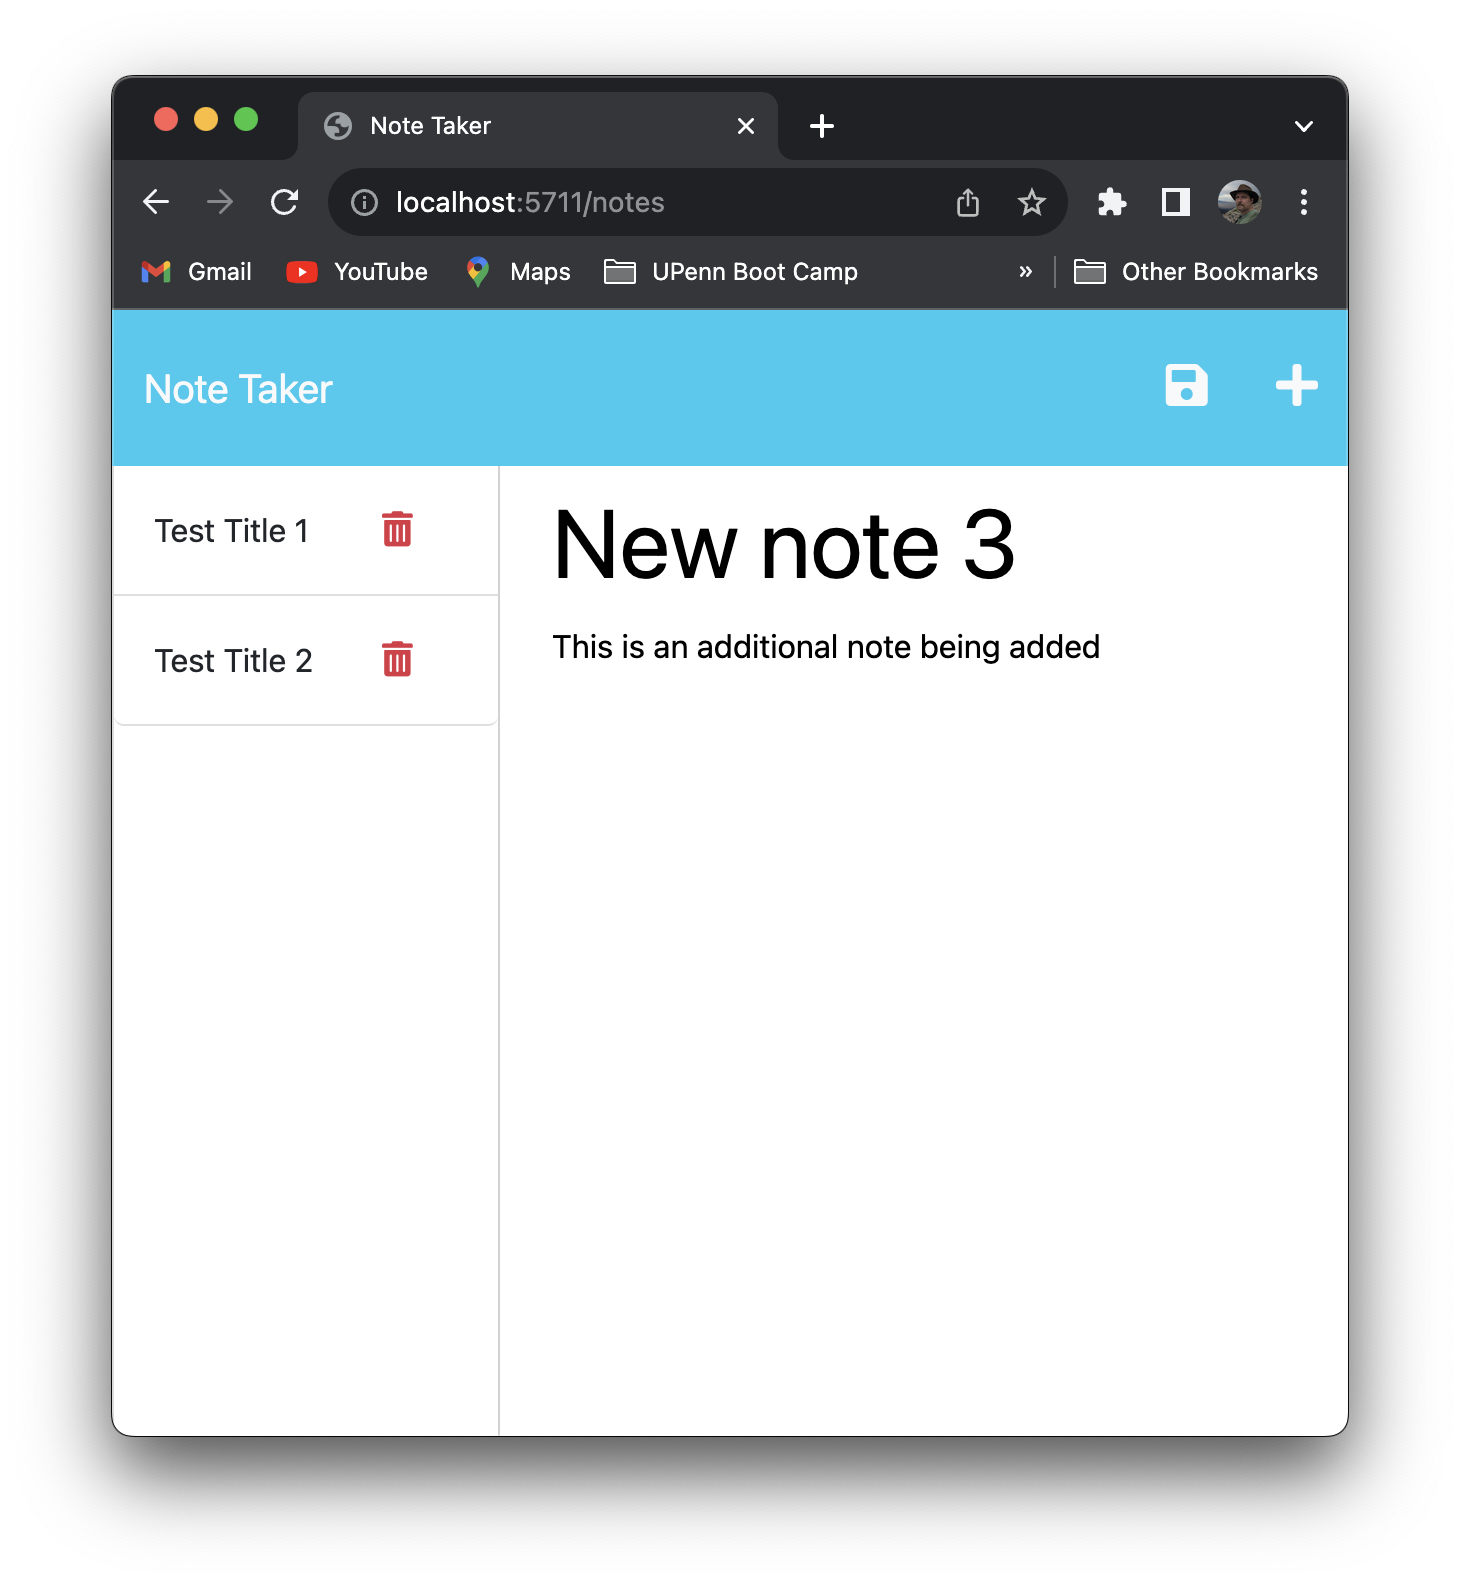 Note Taker
localhost:5711/notes
Gmail YouTube Maps UPenn Boot Camp » Other Bookmarks
Note Taker
Test Title 1
Test Title 2
New note 3
This is an additional note being added